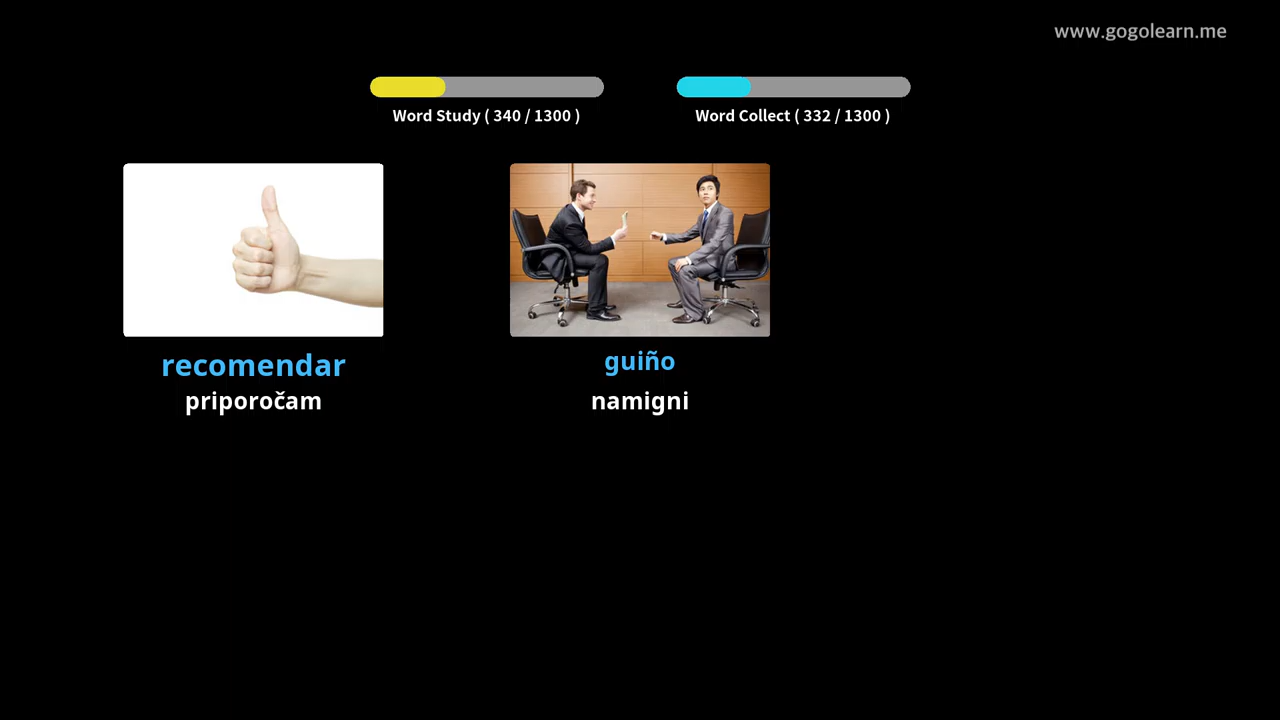 www.gogolearn.me
Word Study ( 340 / 1300 )
Word Collect ( 332 / 1300 )
recomendar
priporočam
guiño
namigni